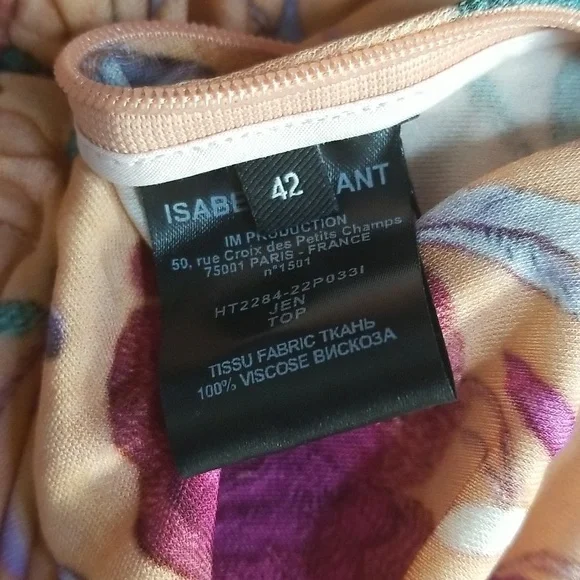 42
ISABE ANT
IM PRODUCTION
50, rue Croix des Petits Champs
75001 PARIS - FRANCE
n°1501
HT2284-22P033I
JEN
TOP
TISSU FABRIC ТКАНЬ
100% VISCOSE ВИСКОЗА